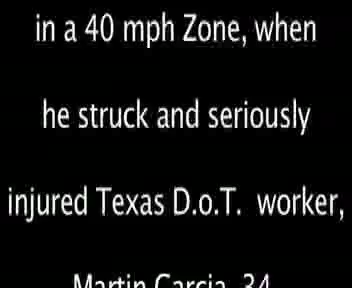 in a 40 mph Zone, when
he struck and seriously
injured Texas D.o.T. worker,
Martin Garcia, 34